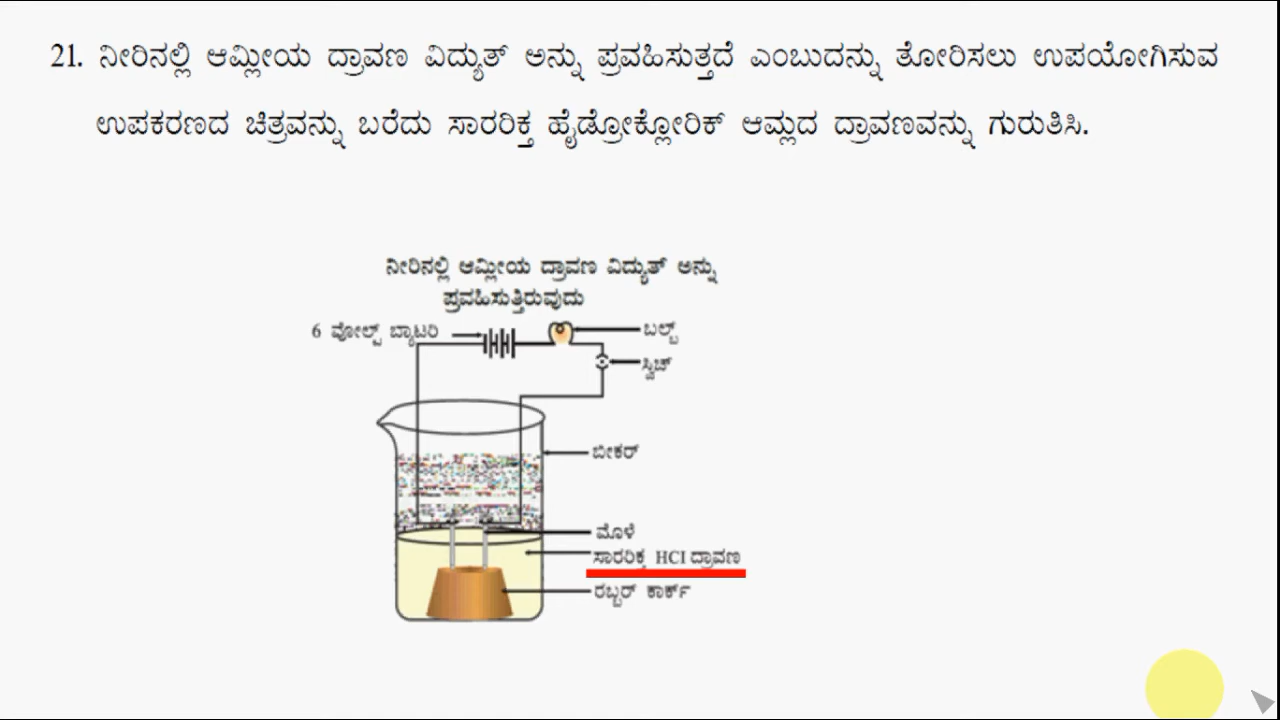 21. ನೀರಿನಲ್ಲಿ ಆಮ್ಲೀಯ ದ್ರಾವಣ ವಿದ್ಯುತ್ ಅನ್ನು ಪ್ರವಹಿಸುತ್ತದೆ ಎಂಬುದನ್ನು ತೋರಿಸಲು ಉಪಯೋಗಿಸುವ
ಉಪಕರಣದ ಚಿತ್ರವನ್ನು ಬರೆದು ಸಾರರಿಕ್ತ ಹೈಡ್ರೋಕ್ಲೋರಿಕ್ ಆಮ್ಲದ ದ್ರಾವಣವನ್ನು ಗುರುತಿಸಿ.
ನೀರಿನಲ್ಲಿ ಆಮ್ಲೀಯ ದ್ರಾವಣ ವಿದ್ಯುತ್ ಅನ್ನು
ಪ್ರವಹಿಸುತ್ತಿರುವುದು
6 ವೋಲ್ಟ್ ಬ್ಯಾಟರಿ
ಬಲ್ಬ್
ಸ್ವಿಚ್
ಬೀಕರ್
ಮೊಳೆ
ಸಾರರಿಕ್ತ HCl ದ್ರಾವಣ
ರಬ್ಬರ್ ಕಾರ್ಕ್